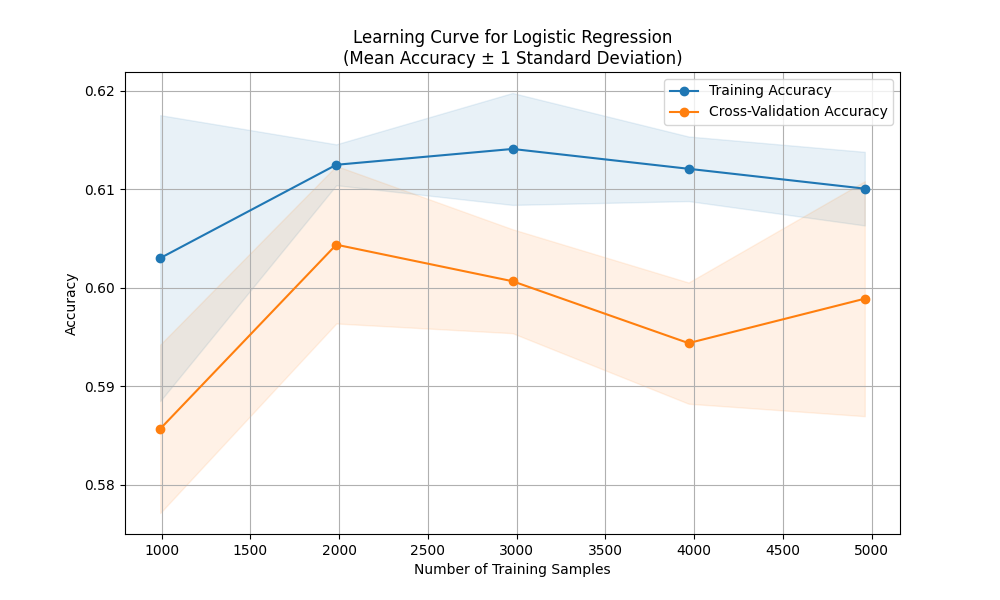 Learning Curve for Logistic Regression
(Mean Accuracy ± 1 Standard Deviation)
Training Accuracy
Cross-Validation Accuracy
Accuracy
0.62
0.61
0.60
0.59
0.58
1000 1500 2000 2500 3000 3500 4000 4500 5000
Number of Training Samples